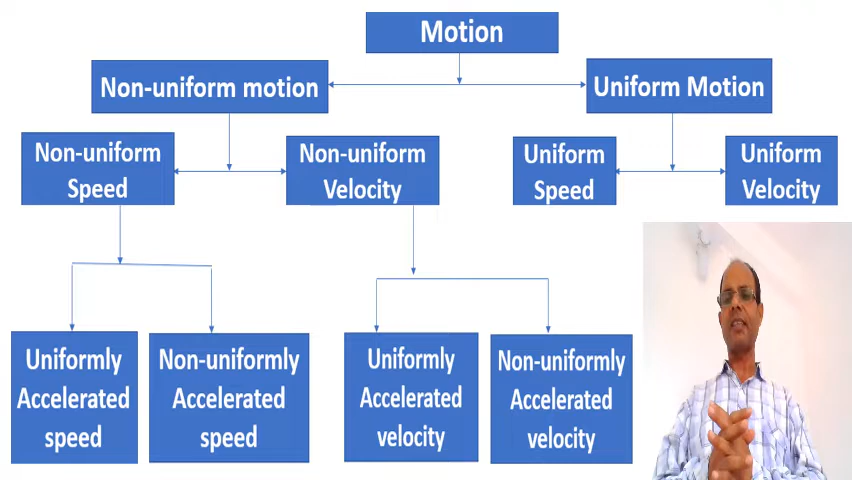 Motion
Non-uniform motion
Uniform Motion
Non-uniform
Speed
Non-uniform
Velocity
Uniform
Speed
Uniform
Velocity
Uniformly
Accelerated
speed
Non-uniformly
Accelerated
speed
Uniformly
Accelerated
velocity
Non-uniformly
Accelerated
velocity